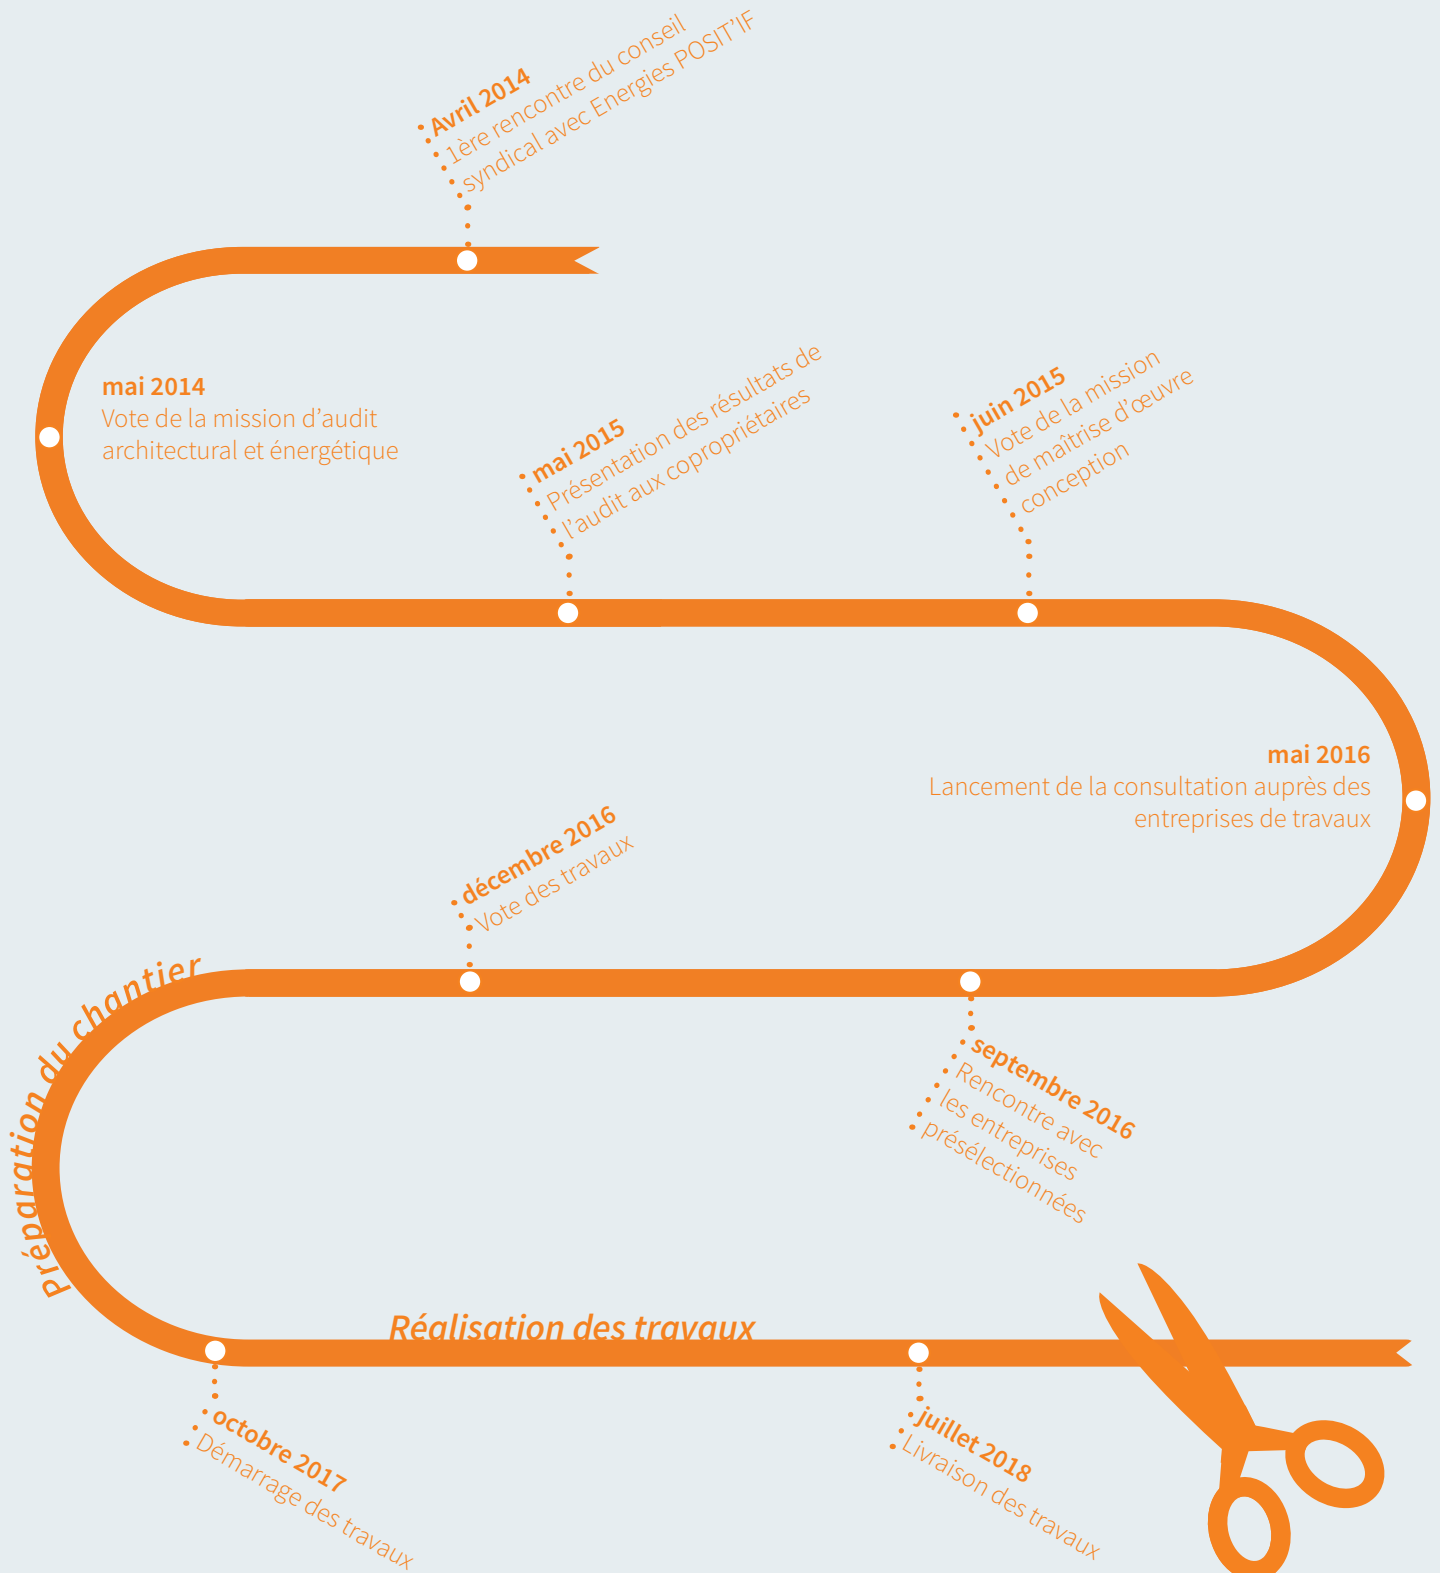 Avril 2014
1ère rencontre du conseil
syndical avec Energies POSIT’IF
mai 2014
Vote de la mission d’audit
architectural et énergétique
mai 2015
Présentation des résultats de
l’audit aux copropriétaires
juin 2015
Vote de la mission
de maîtrise d’œuvre
conception
mai 2016
Lancement de la consultation auprès des
entreprises de travaux
septembre 2016
Rencontre avec
les entreprises
présélectionnées
décembre 2016
Vote des travaux
Préparation du chantier
octobre 2017
Démarrage des travaux
Réalisation des travaux
juillet 2018
Livraison des travaux